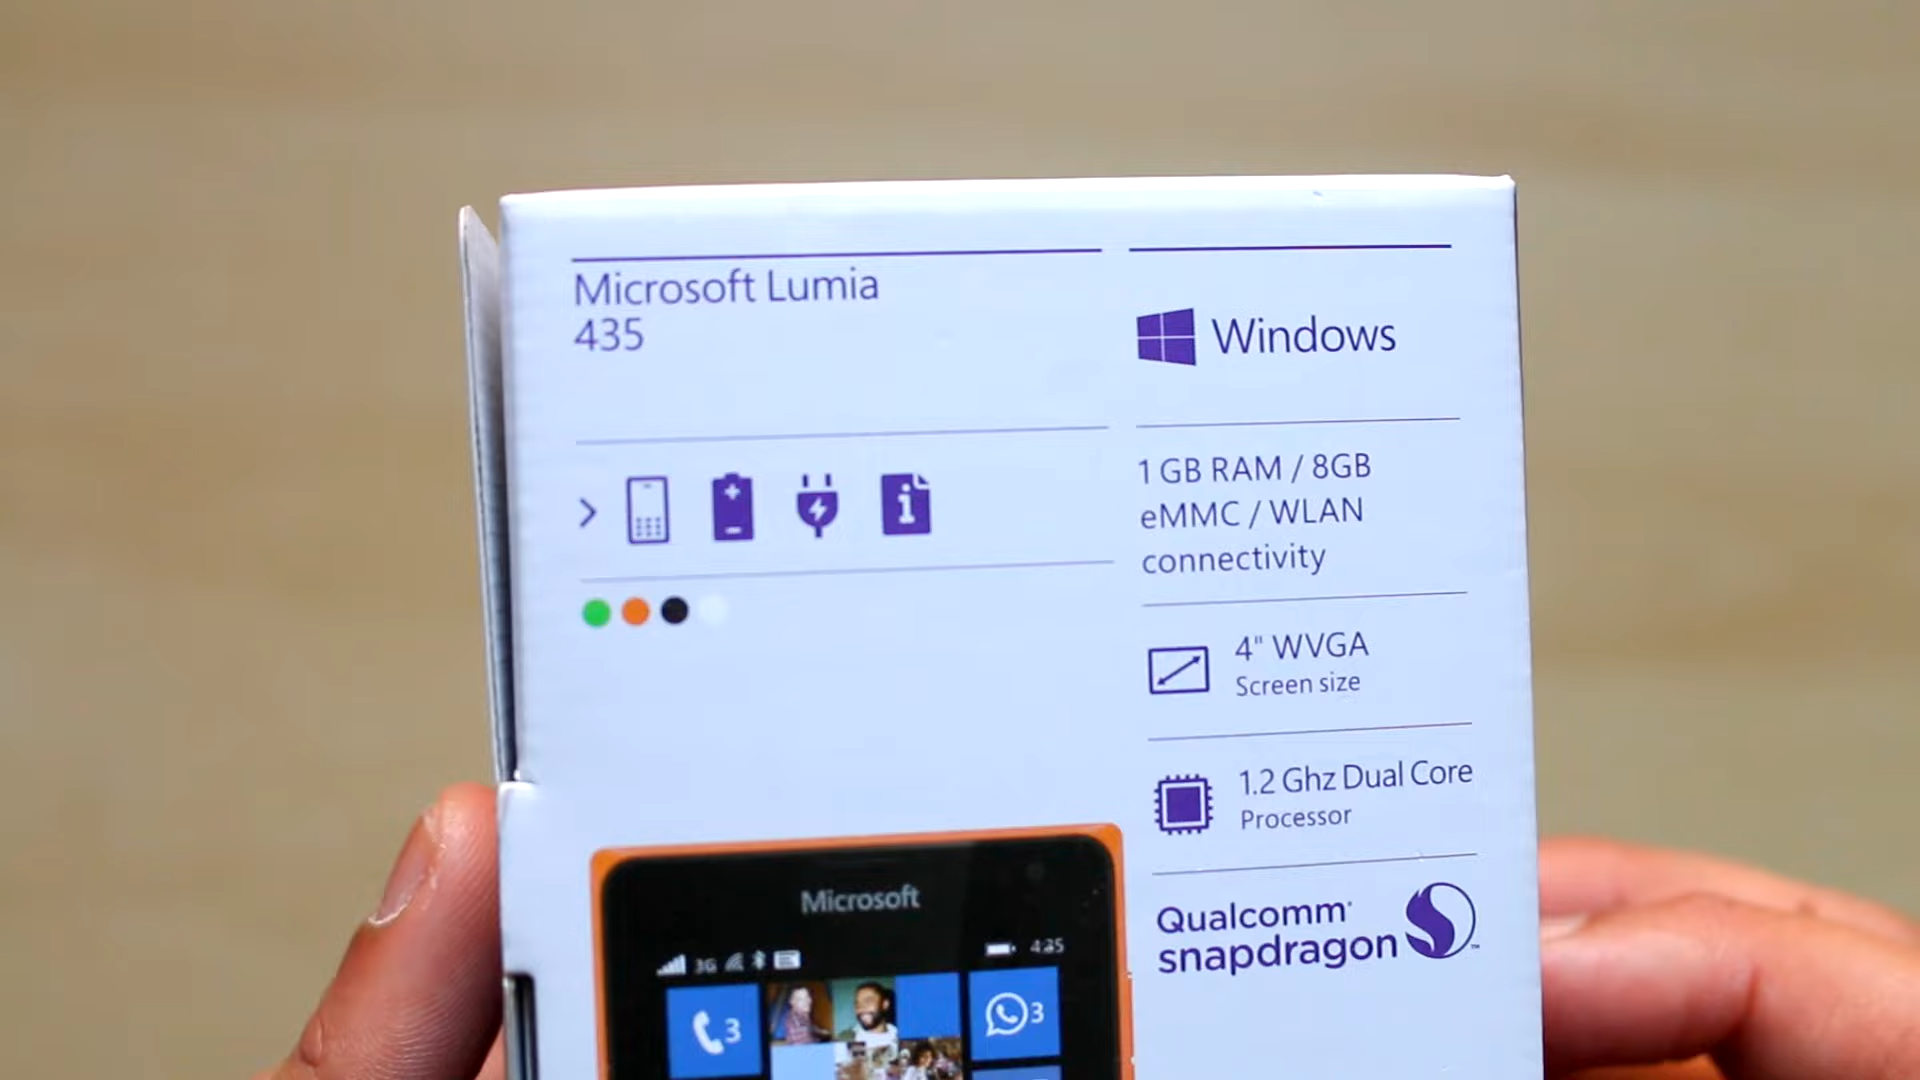 Microsoft Lumia
435
Windows
1 GB RAM / 8GB
eMMC / WLAN
connectivity
4" WVGA
Screen size
1.2 Ghz Dual Core
Processor
Qualcomm
snapdragon™
Microsoft
3G
4:35
3
3